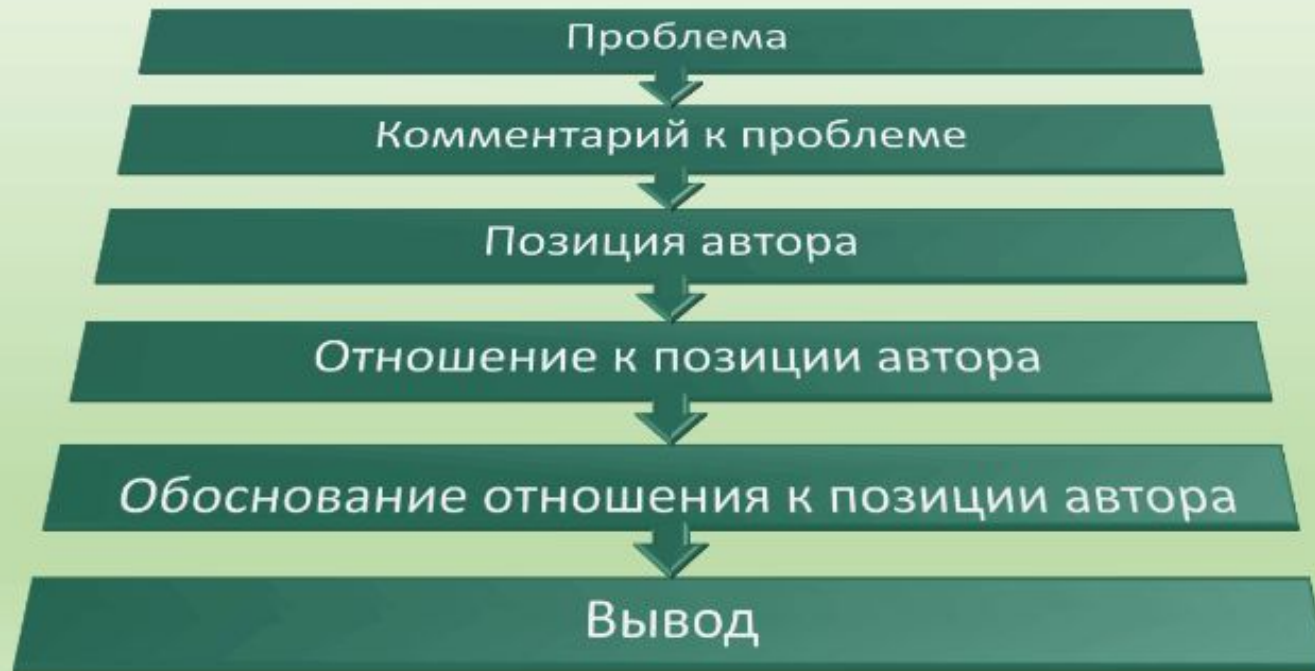 Проблема
Комментарий к проблеме
Позиция автора
Отношение к позиции автора
Обоснование отношения к позиции автора
Вывод